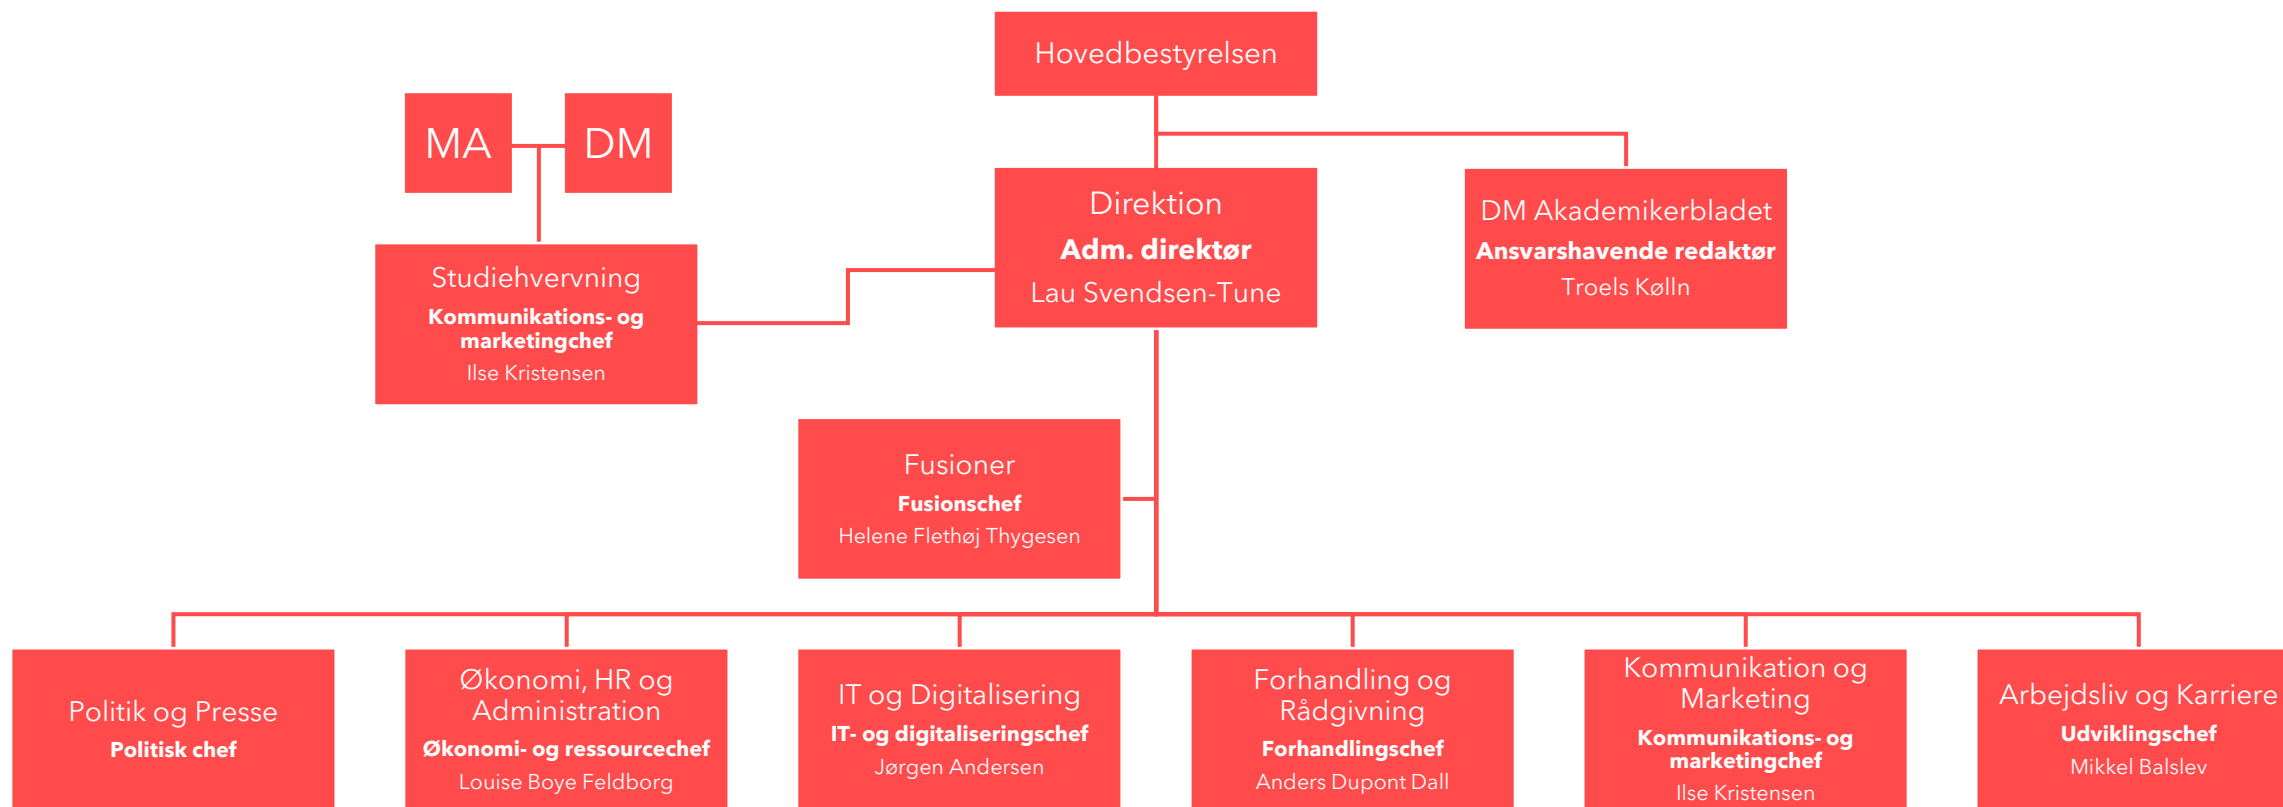 Hovedbestyrelsen
MA
DM
Direktion
Adm. direktør
Lau Svendsen-Tune
DM Akademikerbladet
Ansvarshavende redaktør
Troels Kølln
Studiehvervning
Kommunikations- og
marketingchef
Ilse Kristensen
Fusioner
Fusionschef
Helene Flethøj Thygesen
Politik og Presse
Politisk chef
Økonomi, HR og
Administration
Økonomi- og ressourcechef
Louise Boye Feldborg
IT og Digitalisering
IT- og digitaliseringschef
Jørgen Andersen
Forhandling og
Rådgivning
Forhandlingschef
Anders Dupont Dall
Kommunikation og
Marketing
Kommunikations- og
marketingchef
Ilse Kristensen
Arbejdsliv og Karriere
Udviklingschef
Mikkel Balslev